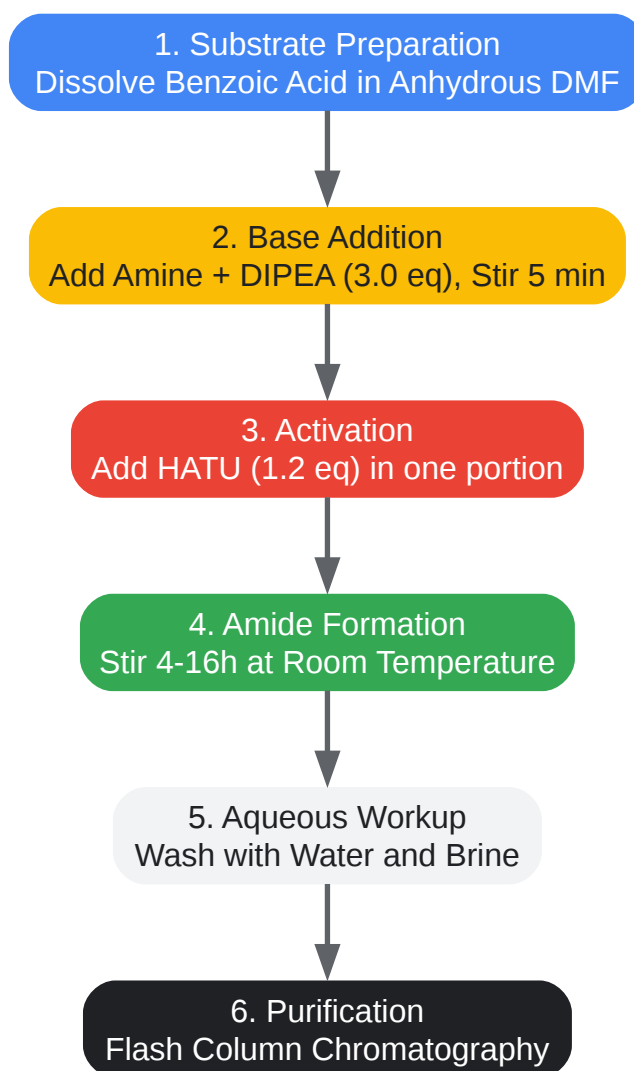 1. Substrate Preparation
Dissolve Benzoic Acid in Anhydrous DMF
2. Base Addition
Add Amine + DIPEA (3.0 eq), Stir 5 min
3. Activation
Add HATU (1.2 eq) in one portion
4. Amide Formation
Stir 4-16h at Room Temperature
5. Aqueous Workup
Wash with Water and Brine
6. Purification
Flash Column Chromatography